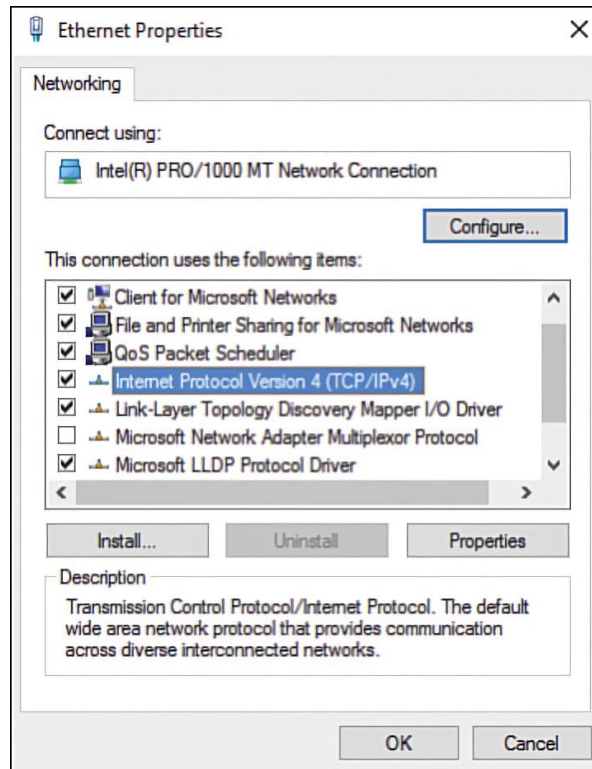 Ethernet Properties
Networking
Connect using:
Intel(R) PRO/1000 MT Network Connection
Configure...
This connection uses the following items:
Client for Microsoft Networks
File and Printer Sharing for Microsoft Networks
QoS Packet Scheduler
Internet Protocol Version 4 (TCP/IPv4)
Link-Layer Topology Discovery Mapper I/O Driver
Microsoft Network Adapter Multiplexor Protocol
Microsoft LLDP Protocol Driver
Install...
Uninstall
Properties
Description
Transmission Control Protocol/Internet Protocol. The default
wide area network protocol that provides communication
across diverse interconnected networks.
OK
Cancel